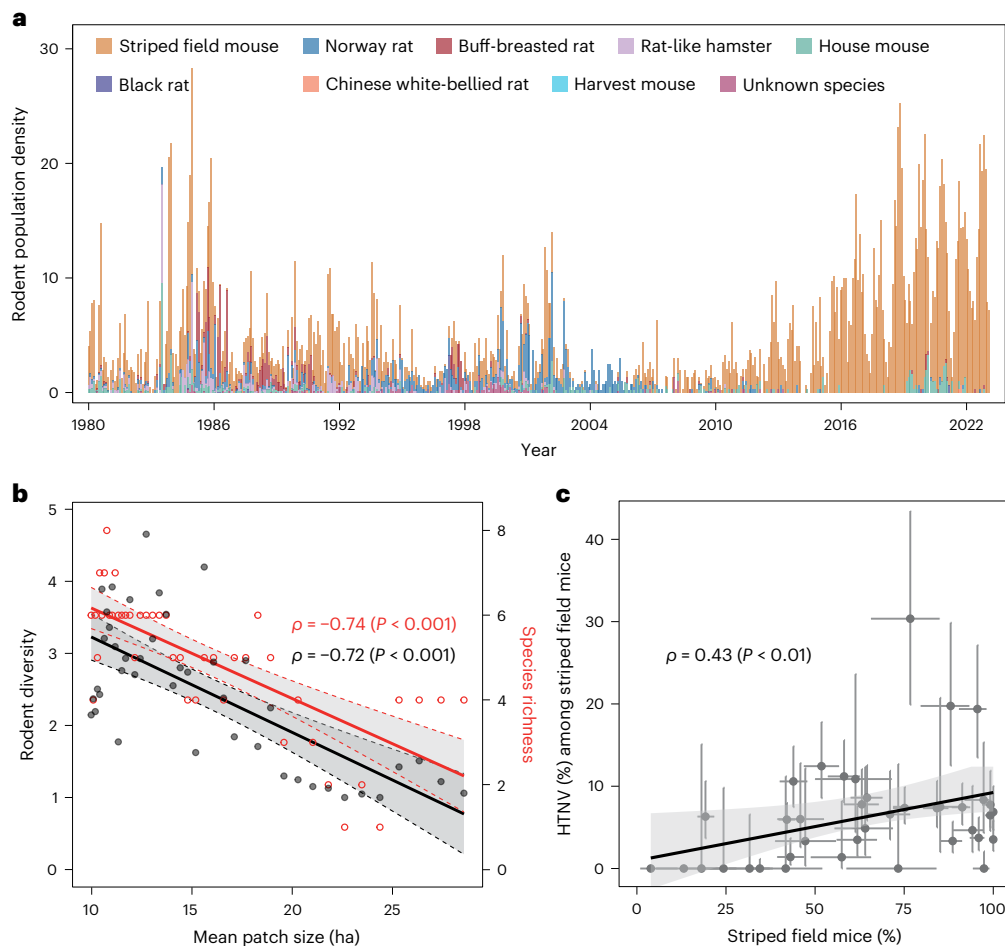 a
Striped field mouse
Norway rat
Buff-breasted rat
Rat-like hamster
House mouse
Black rat
Chinese white-bellied rat
Harvest mouse
Unknown species
Rodent population density
30
20
10
0
1980
1986
1992
1998
2004
2010
2016
2022
Year
b
Rodent diversity
5
4
3
2
1
0
ρ = −0.74 (P < 0.001)
ρ = −0.72 (P < 0.001)
8
6
4
2
0
Species richness
10
15
20
25
Mean patch size (ha)
c
HTNV (%) among striped field mice
40
30
20
10
0
ρ = 0.43 (P < 0.01)
0
25
50
75
100
Striped field mice (%)